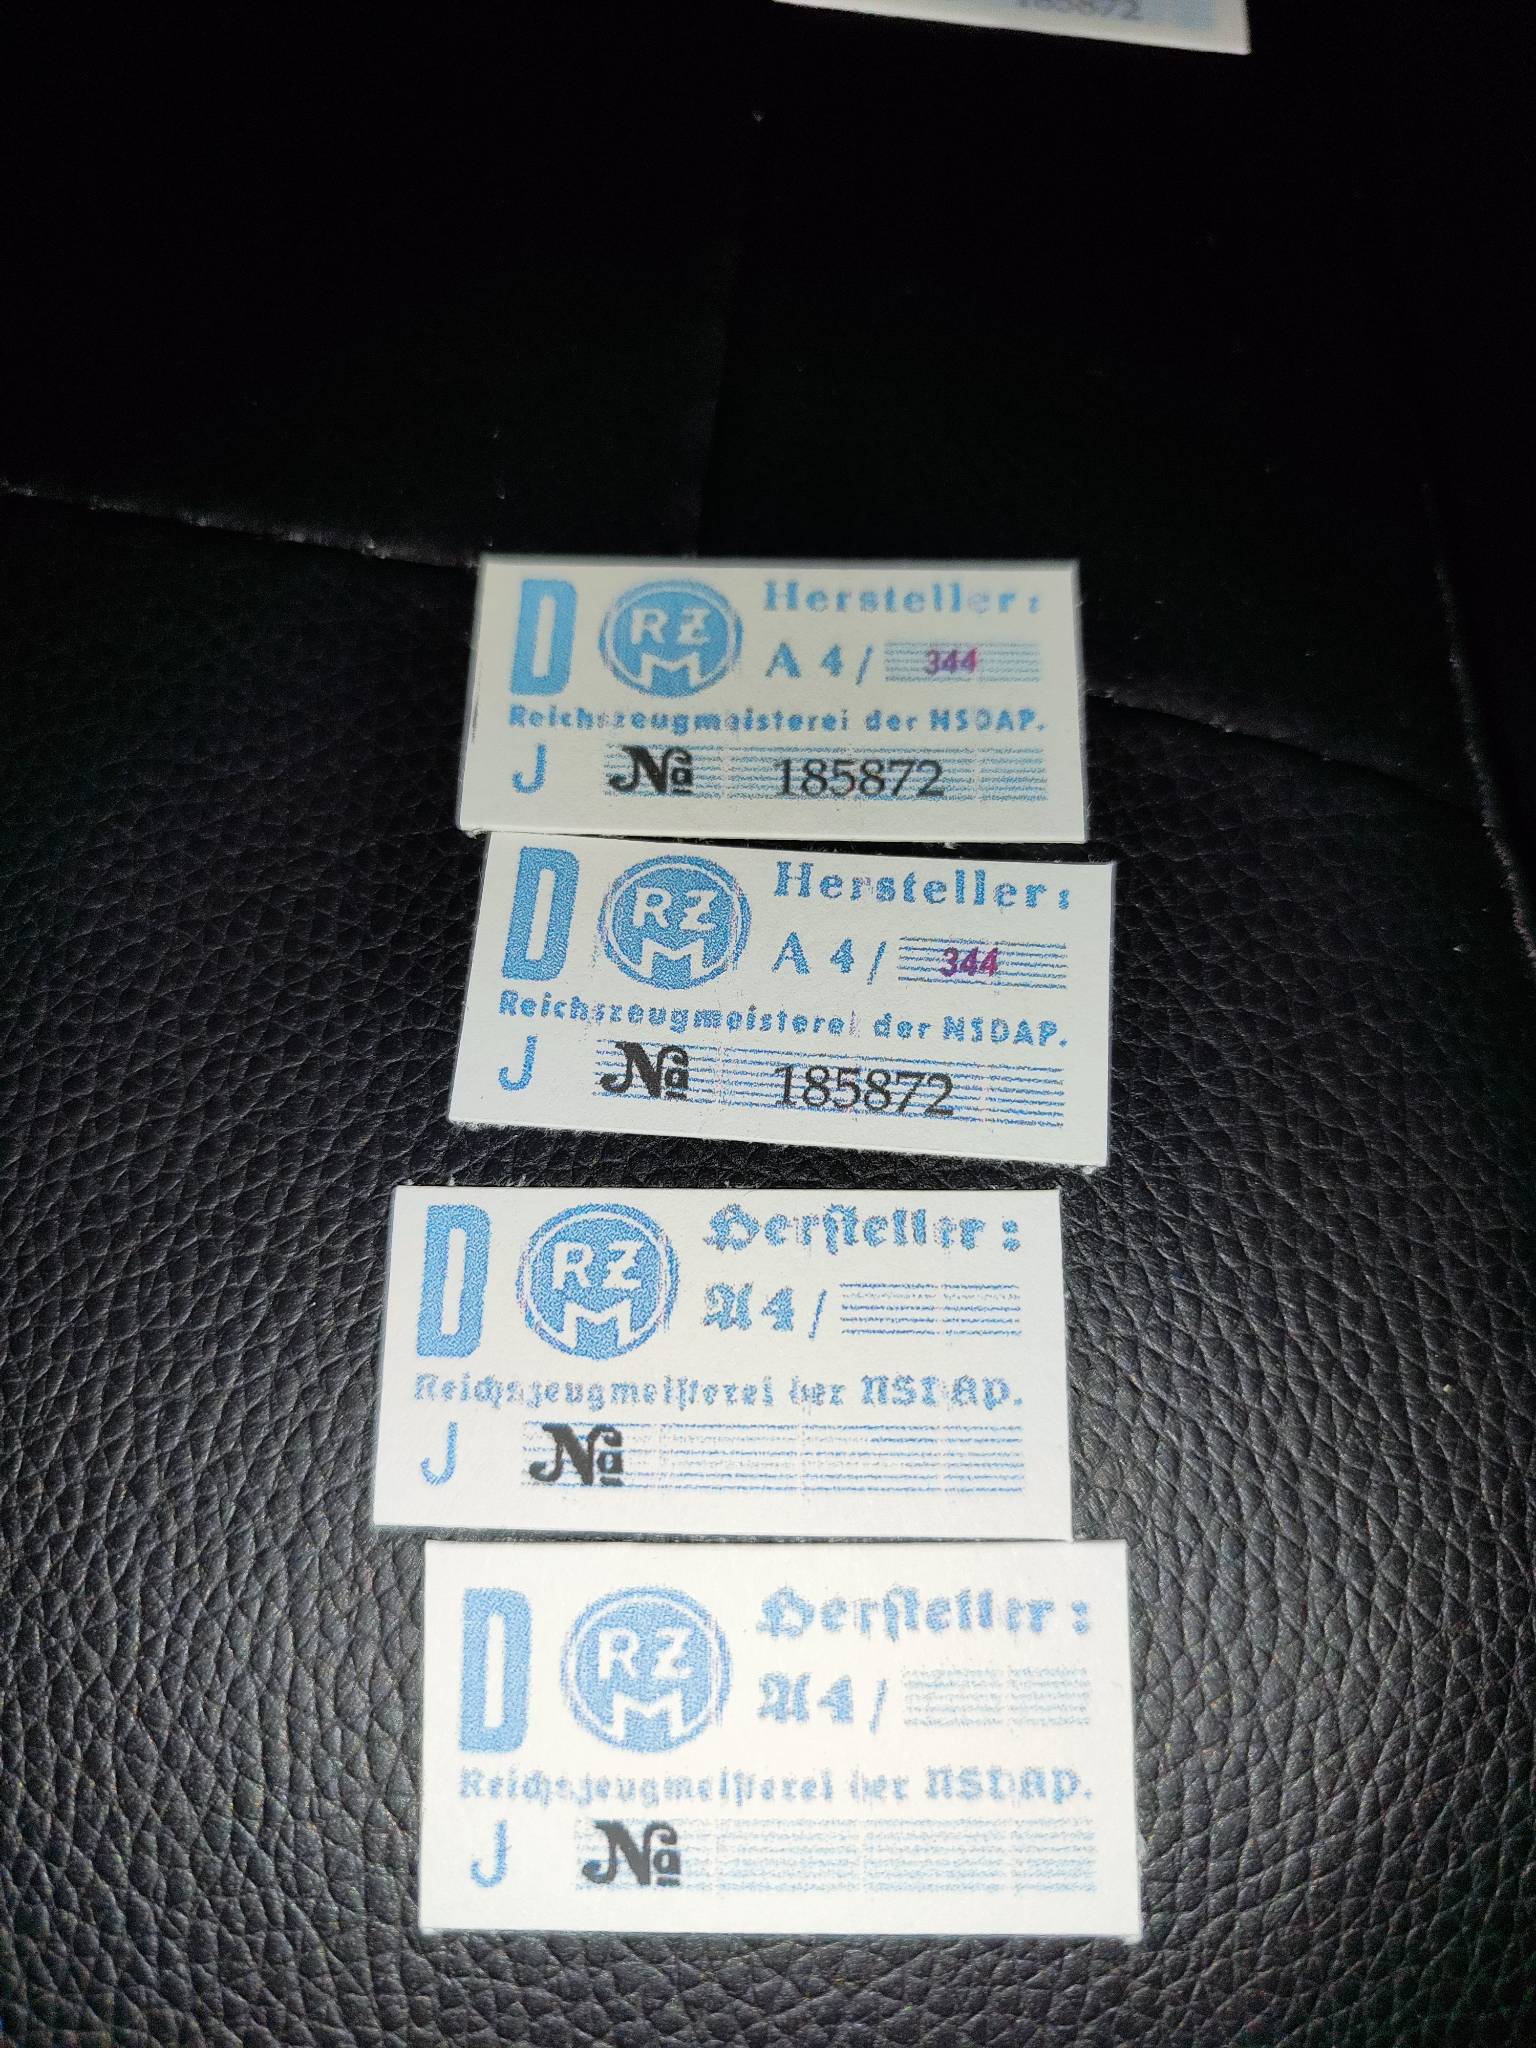 185872
D RZM Hersteller:
A 4/ 344
Reichszeugmeisterei der NSDAP.
J № 185872
D RZM Hersteller:
A 4/ 344
Reichszeugmeisterei der NSDAP.
J № 185872
D RZM Hersteller:
A 4/
Reichszeugmeisterei der NSDAP.
J №
D RZM Hersteller:
A 4/
Reichszeugmeisterei der NSDAP.
J №